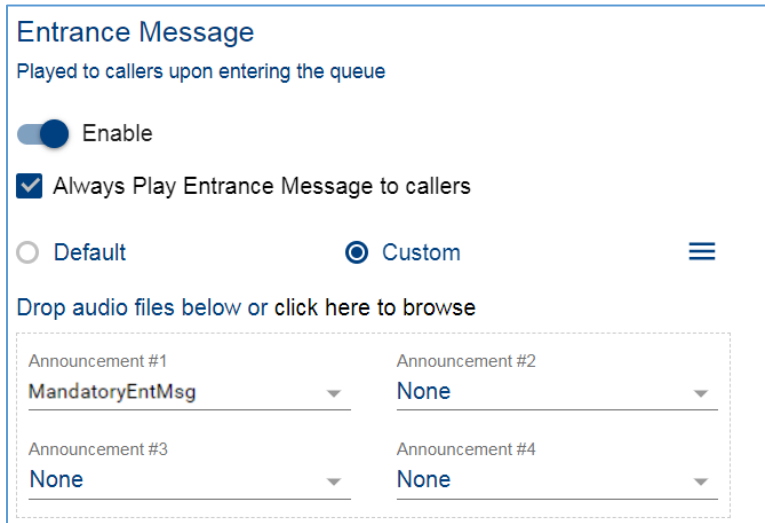 Entrance Message
Played to callers upon entering the queue
Enable
Always Play Entrance Message to callers
Default Custom
Drop audio files below or click here to browse
Announcement #1 Announcement #2
MandatoryEntMsg None
Announcement #3 Announcement #4
None None